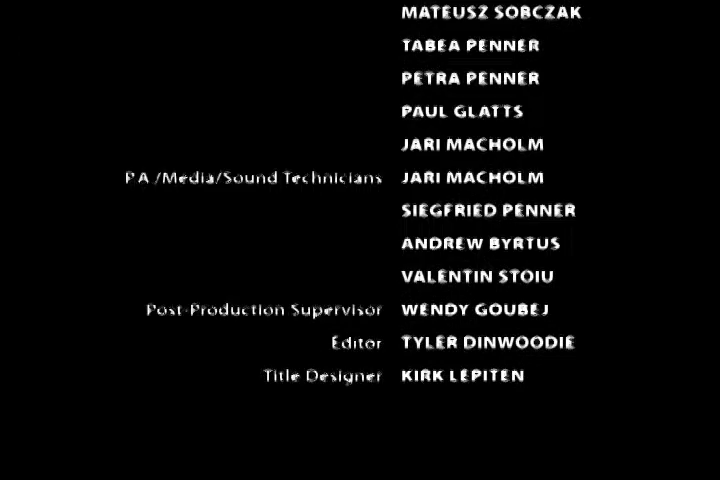 MATEUSZ SOBCZAK
TABEA PENNER
PETRA PENNER
PAUL GLATTS
JARI MACHOLM
P.A./Media/Sound Technicians JARI MACHOLM
SIEGFRIED PENNER
ANDREW BYRTUS
VALENTIN STOIU
Post-Production Supervisor WENDY GOUBEJ
Editor TYLER DINWOODIE
Title Designer KIRK LEPITEN